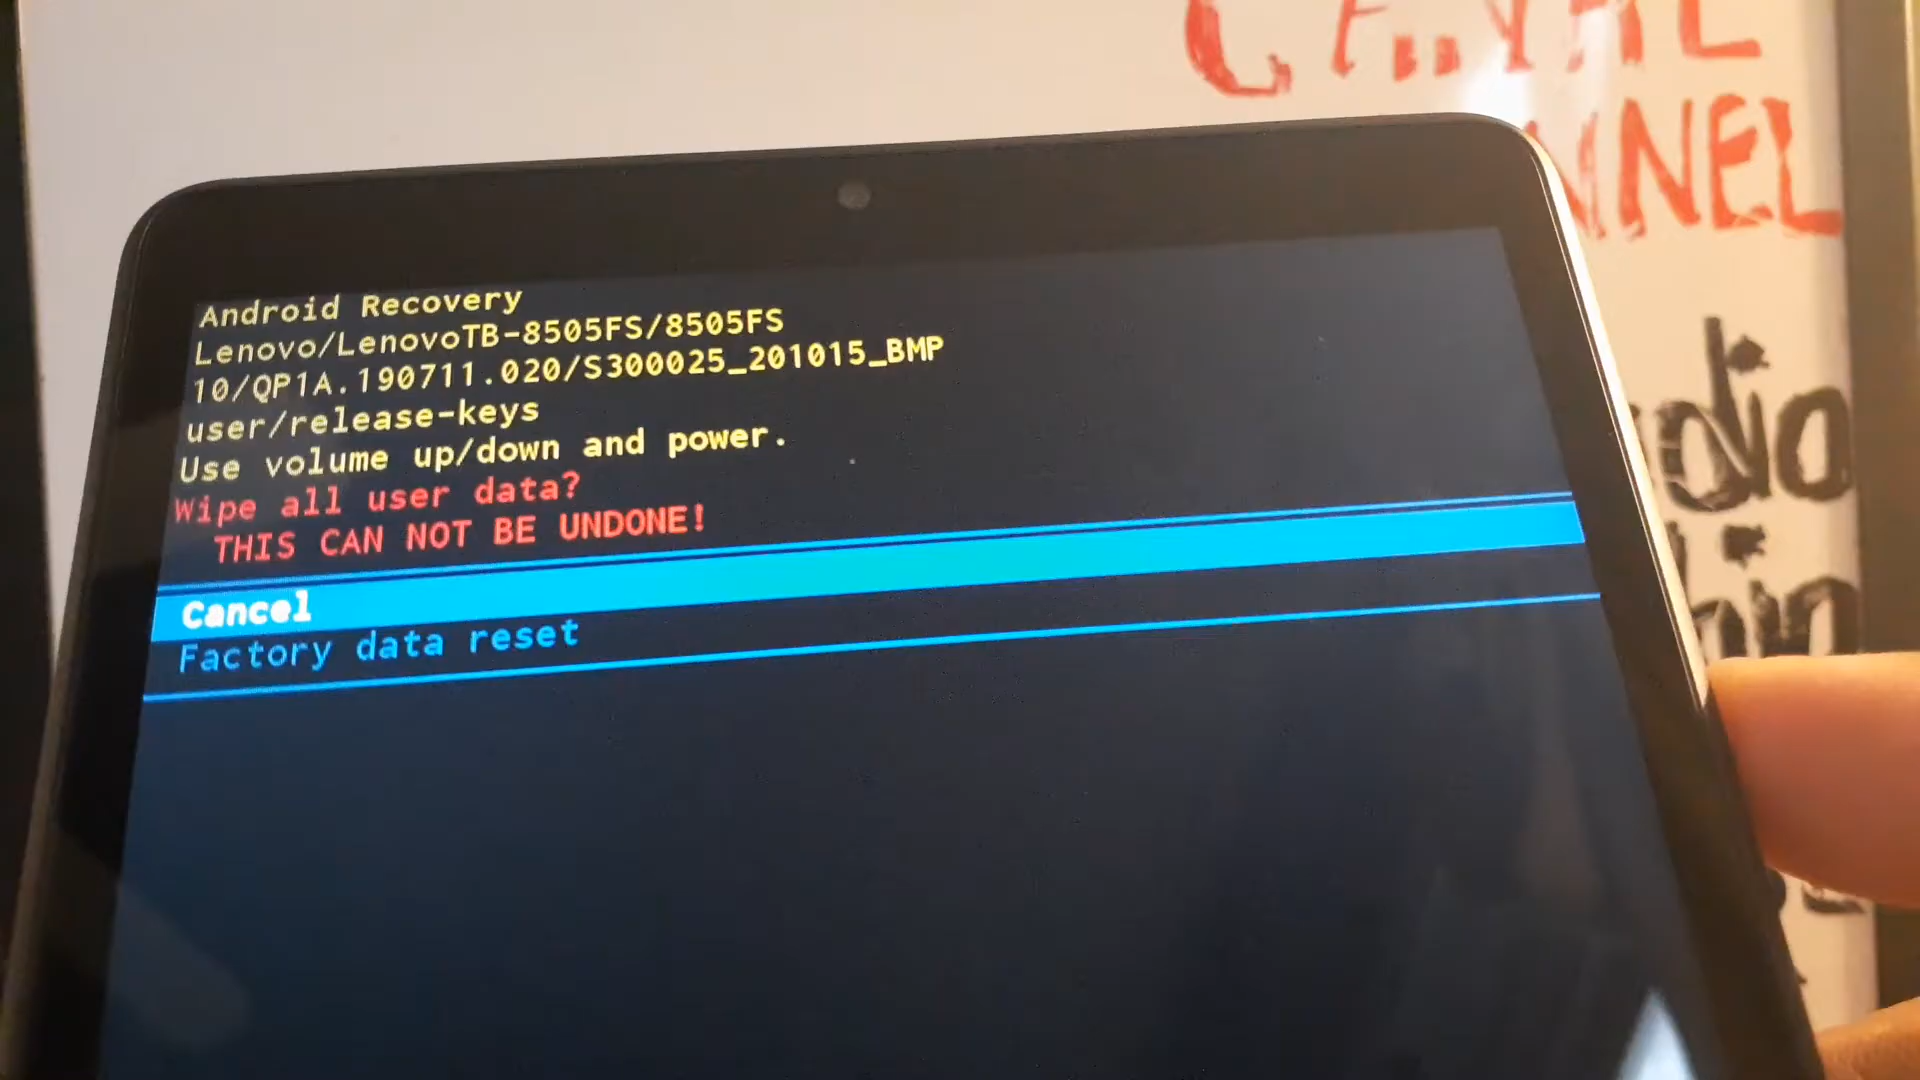 NNEL
Android Recovery
Lenovo/LenovoTB-8505FS/8505FS
10/QP1A.190711.020/S300025_201015_BMP
user/release-keys
Use volume up/down and power.
Wipe all user data?
THIS CAN NOT BE UNDONE!
Cancel
Factory data reset